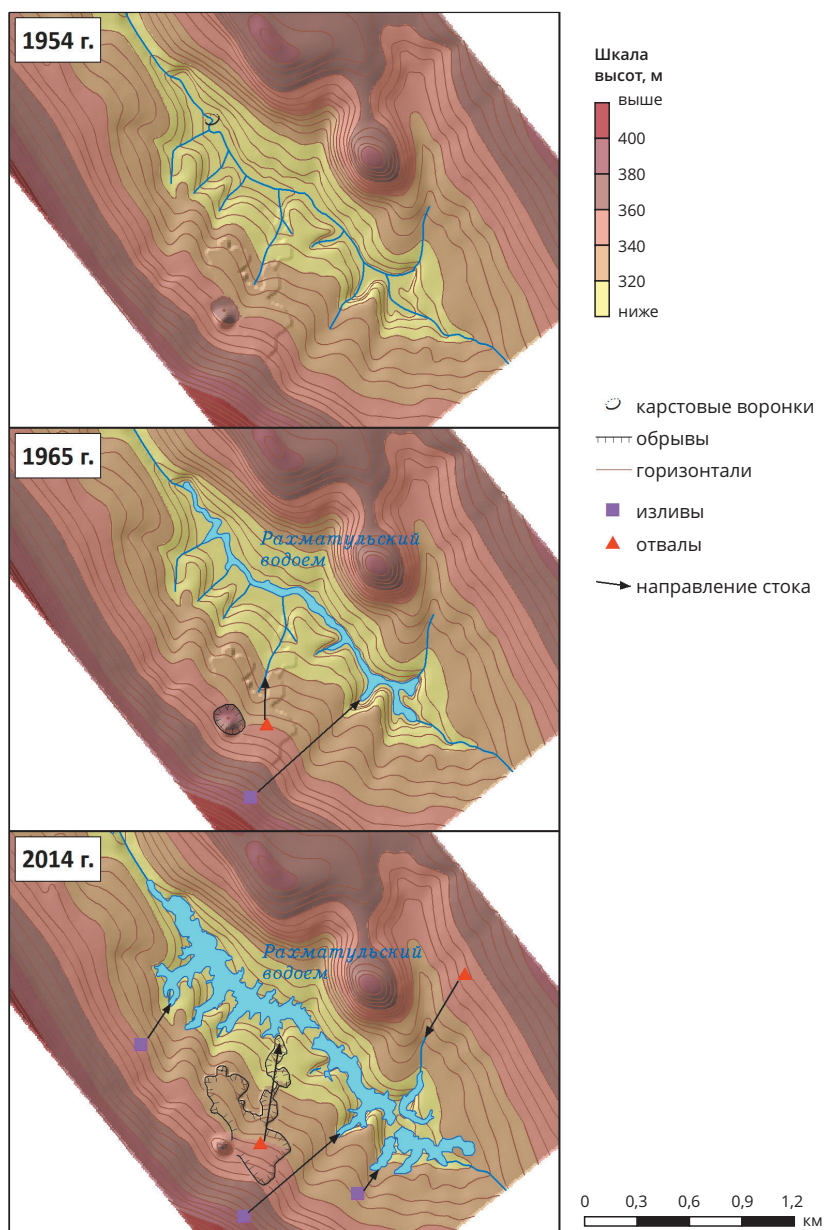 1954 г.
Шкала
высот, м
выше
400
380
360
340
320
ниже
карстовые воронки
обрывы
горизонтали
изливы
отвалы
направление стока
1965 г.
Рахматульский
водоем
2014 г.
Рахматульский
водоем
0 0,3 0,6 0,9 1,2
км